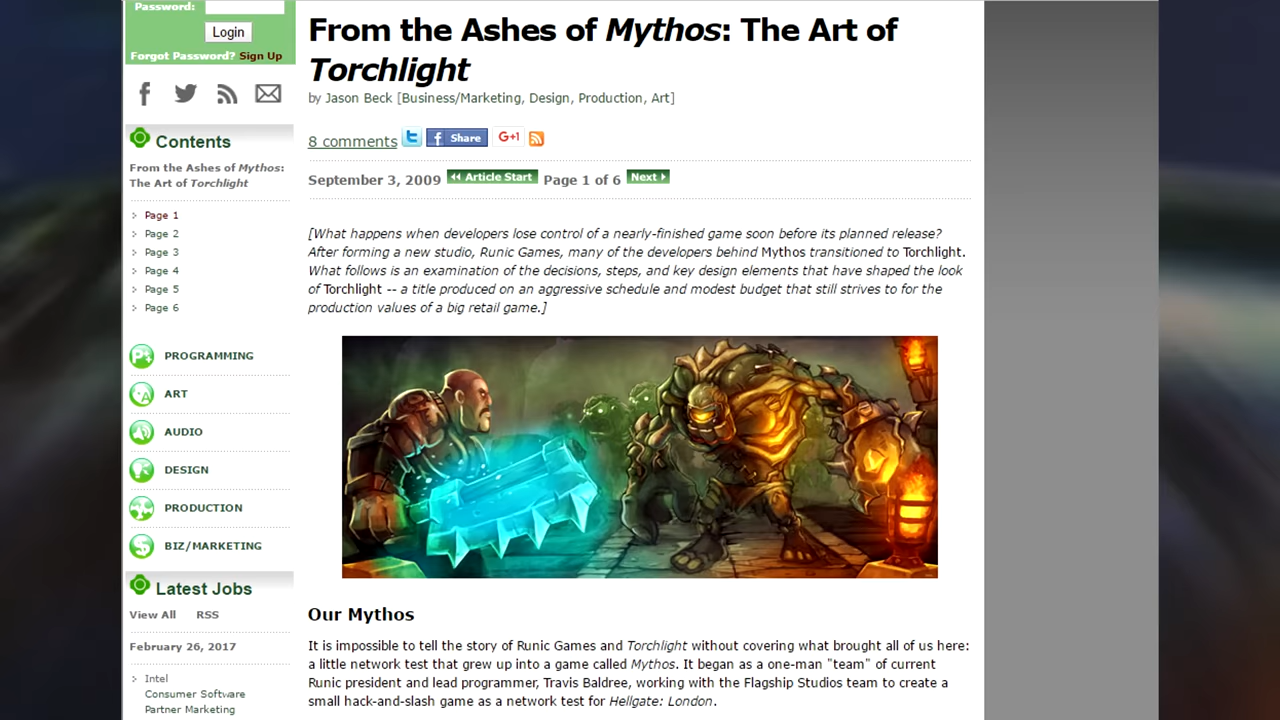 Password:
Login
Forgot Password? Sign Up
Contents
From the Ashes of Mythos:
The Art of Torchlight
Page 1
Page 2
Page 3
Page 4
Page 5
Page 6
PROGRAMMING
ART
AUDIO
DESIGN
PRODUCTION
BIZ/MARKETING
Latest Jobs
View All RSS
February 26, 2017
Intel
Consumer Software
Partner Marketing
From the Ashes of Mythos: The Art of
Torchlight
by Jason Beck [Business/Marketing, Design, Production, Art]
8 comments Share G+1
September 3, 2009 Article Start Page 1 of 6 Next
[What happens when developers lose control of a nearly-finished game soon before its planned release?
After forming a new studio, Runic Games, many of the developers behind Mythos transitioned to Torchlight.
What follows is an examination of the decisions, steps, and key design elements that have shaped the look
of Torchlight -- a title produced on an aggressive schedule and modest budget that still strives to for the
production values of a big retail game.]
Our Mythos
It is impossible to tell the story of Runic Games and Torchlight without covering what brought all of us here:
a little network test that grew up into a game called Mythos. It began as a one-man "team" of current
Runic president and lead programmer, Travis Baldree, working with the Flagship Studios team to create a
small hack-and-slash game as a network test for Hellgate: London.